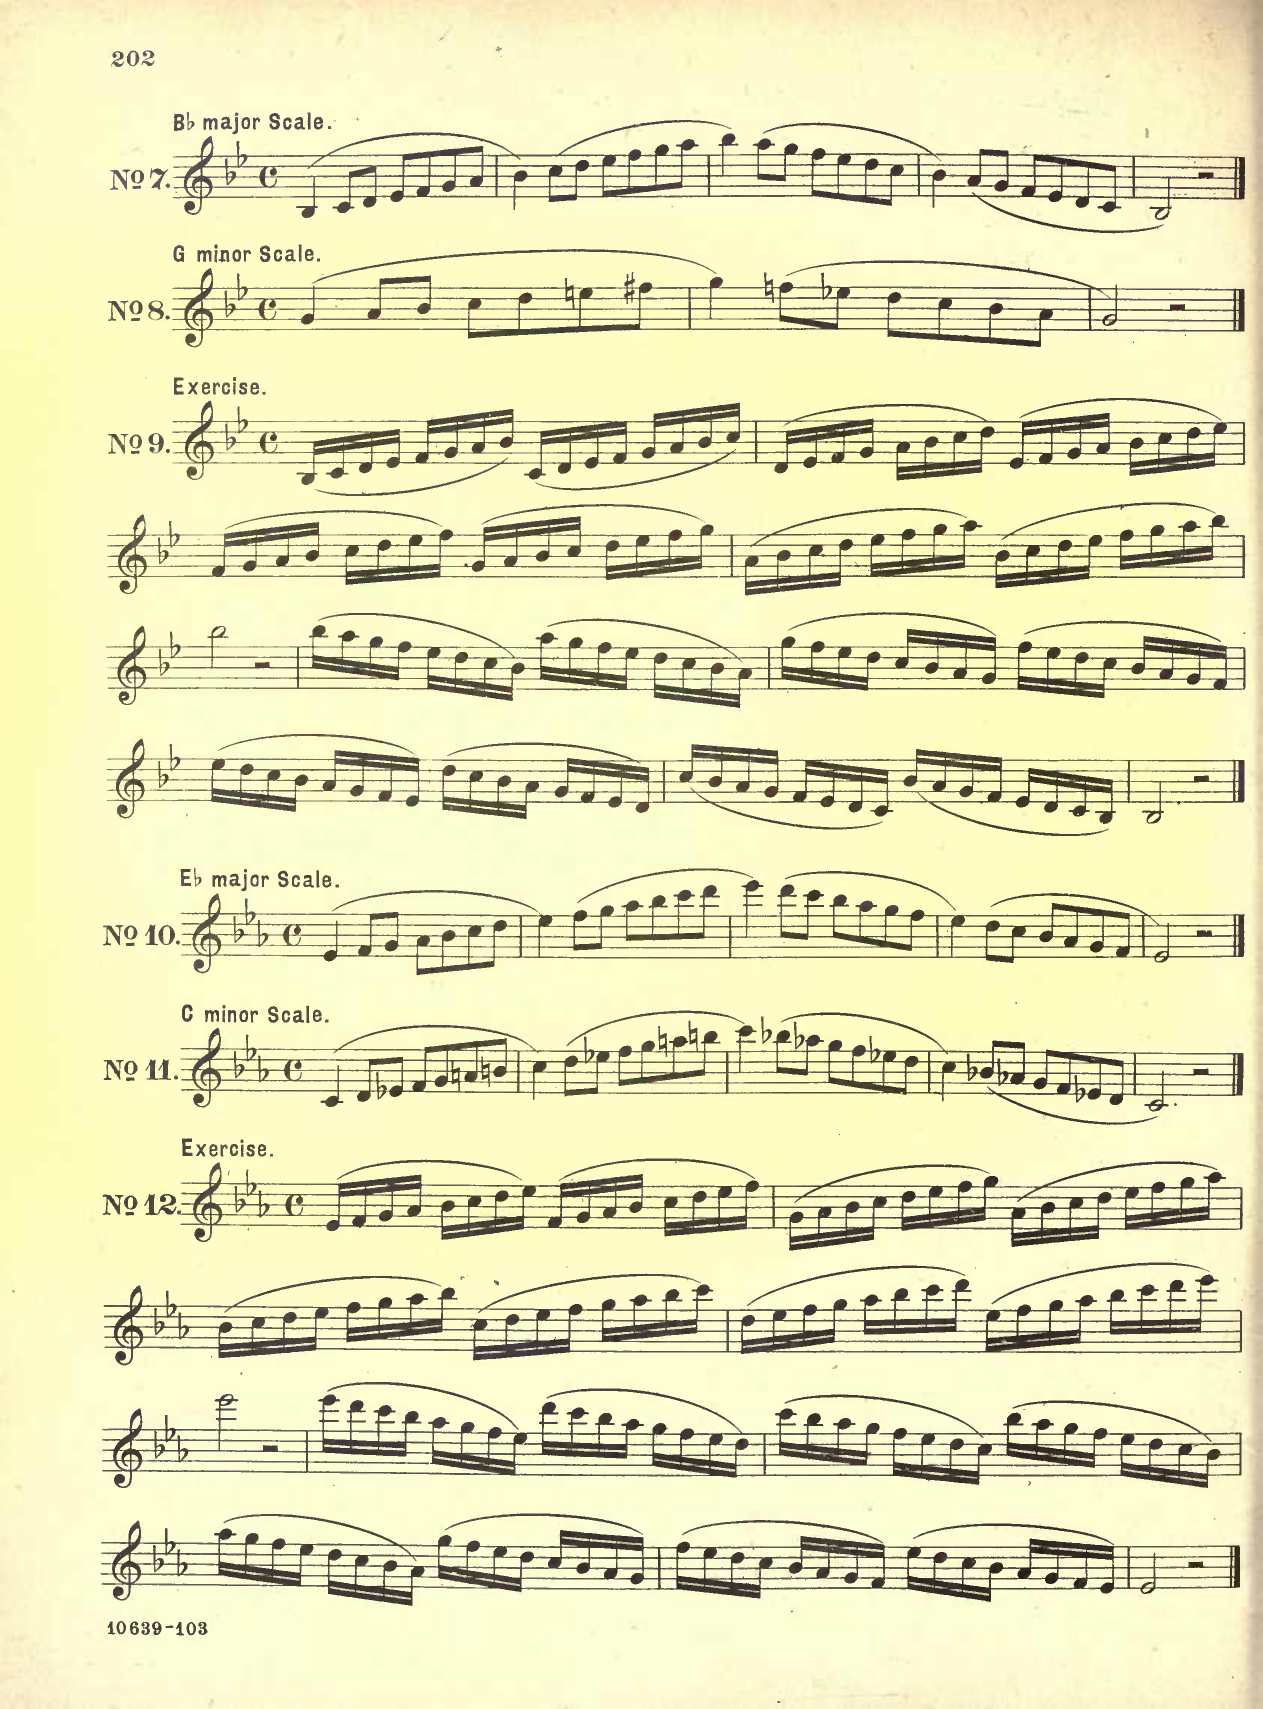 202
B♭ major Scale.
No 7.
G minor Scale.
No 8.
Exercise.
No 9.
E♭ major Scale.
No 10.
C minor Scale.
No 11.
Exercise.
No 12.
10639-103